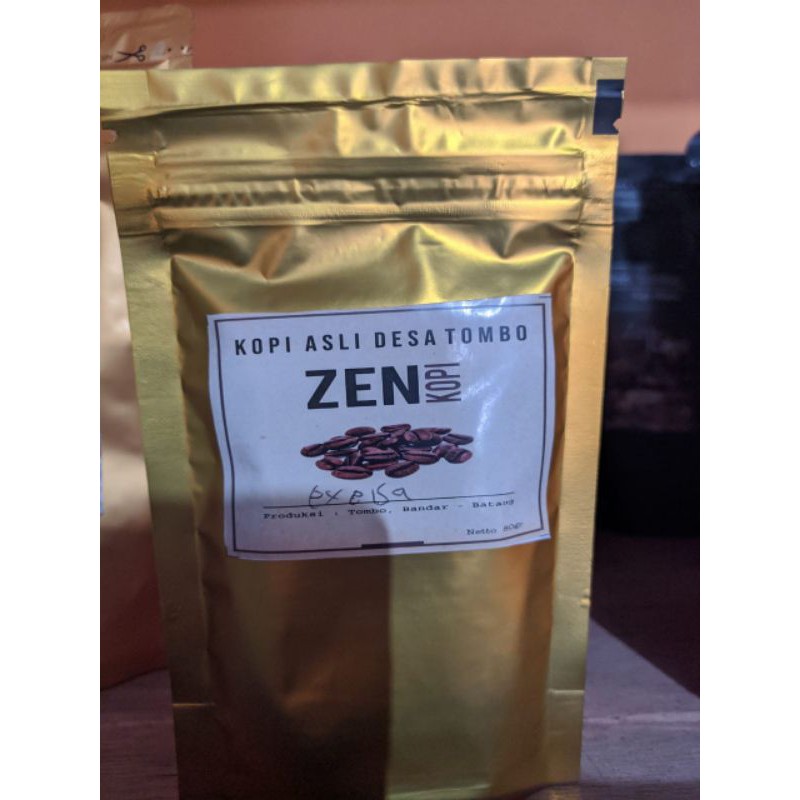 KOPI ASLI DESA TOMBO
ZEN KOPI
exelsa
Produksi : Tombo, Bandar - Batang
Netto 80gr